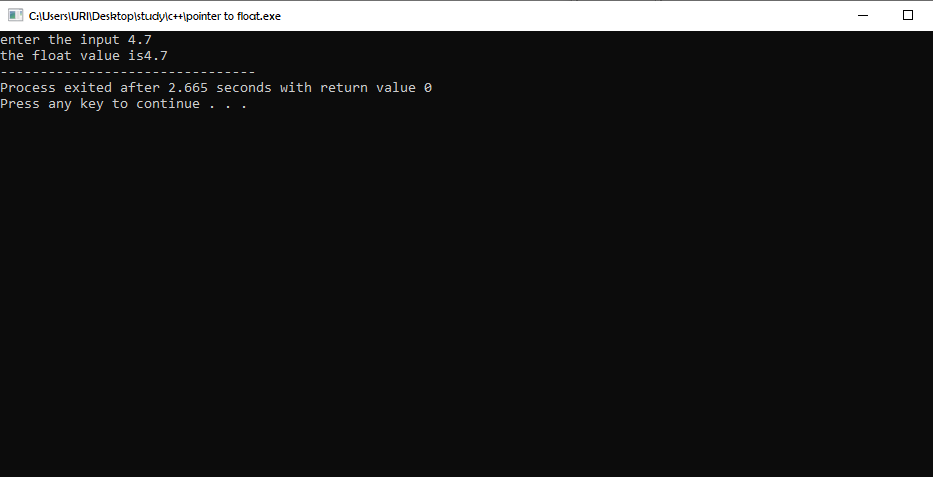 C:\Users\URI\Desktop\study\c++\pointer to float.exe
enter the input 4.7
the float value is4.7
--------------------------------
Process exited after 2.665 seconds with return value 0
Press any key to continue . . .